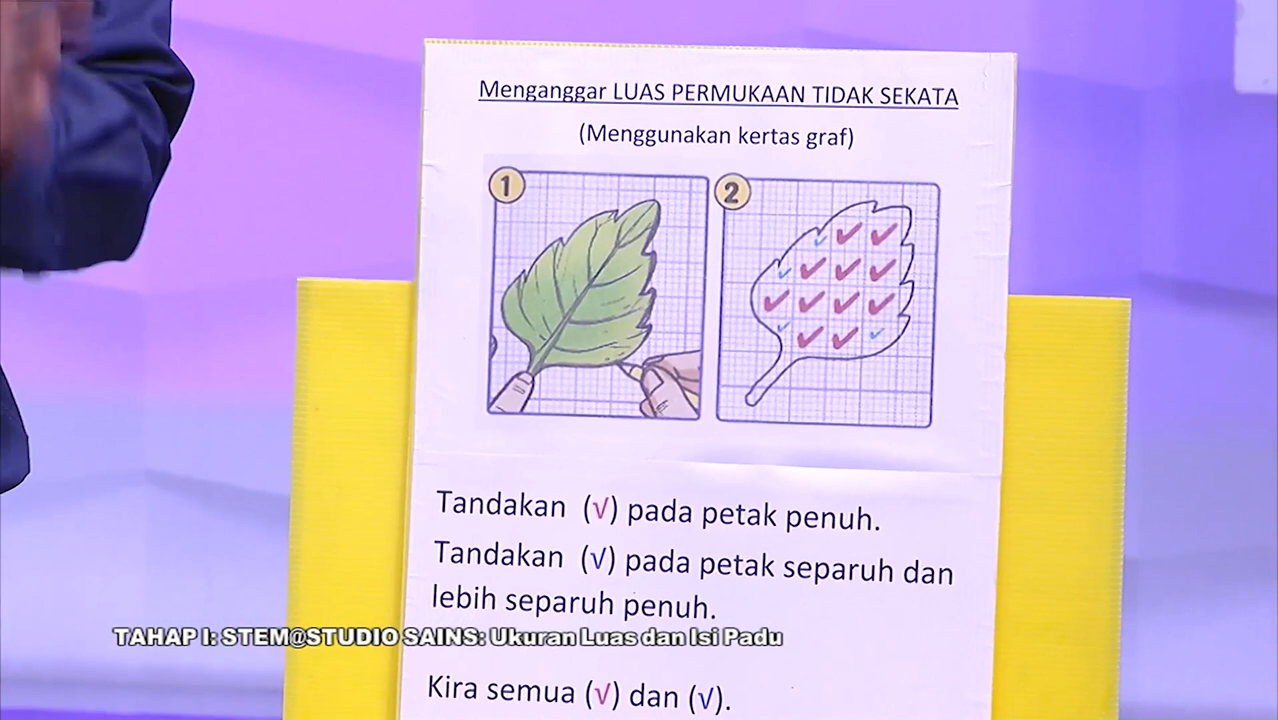 Menganggar LUAS PERMUKAAN TIDAK SEKATA
(Menggunakan kertas graf)
1
2
Tandakan (√) pada petak penuh.
Tandakan (√) pada petak separuh dan
lebih separuh penuh.
TAHAP I: STEM@STUDIO SAINS: Ukuran Luas dan Isi Padu
Kira semua (√) dan (√).